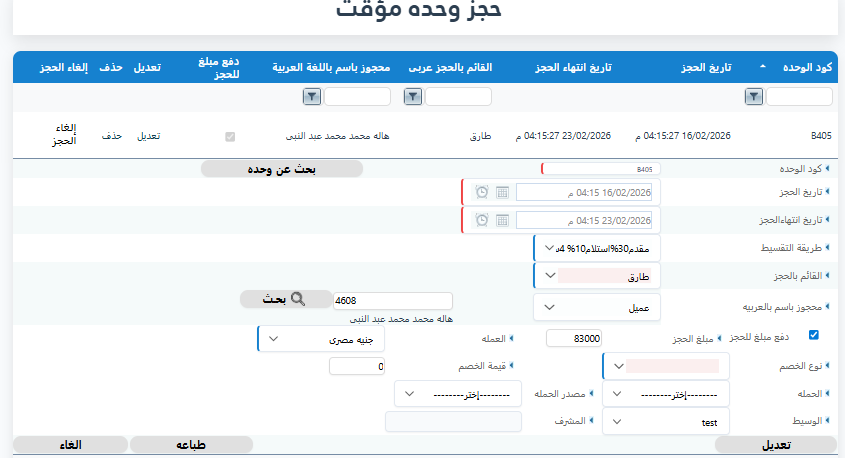 حجز وحده مؤقت
كود الوحده تاريخ الحجز تاريخ انتهاء الحجز القائم بالحجز عربى محجوز باسم باللغة العربية دفع مبلغ للحجز تعديل حذف إلغاء الحجز
B405 16/02/2026 04:15:27 م 23/02/2026 04:15:27 م طارق هاله محمد محمد عبد النبى تعديل حذف إلغاء الحجز
كود الوحده B405 بحث عن وحده
تاريخ الحجز 16/02/2026 04:15 م
تاريخ انتهاءالحجز 23/02/2026 04:15 م
طريقة التقسيط مقدم30%استلام10% 4س
القائم بالحجز طارق
محجوز باسم بالعربيه عميل 4608 بحث
هاله محمد محمد عبد النبى
دفع مبلغ للحجز مبلغ الحجز 83000 العمله جنيه مصرى
نوع الخصم قيمة الخصم 0
الحمله --------إختر-------- مصدر الحمله --------إختر--------
الوسيط test المشرف
تعديل طباعه الغاء